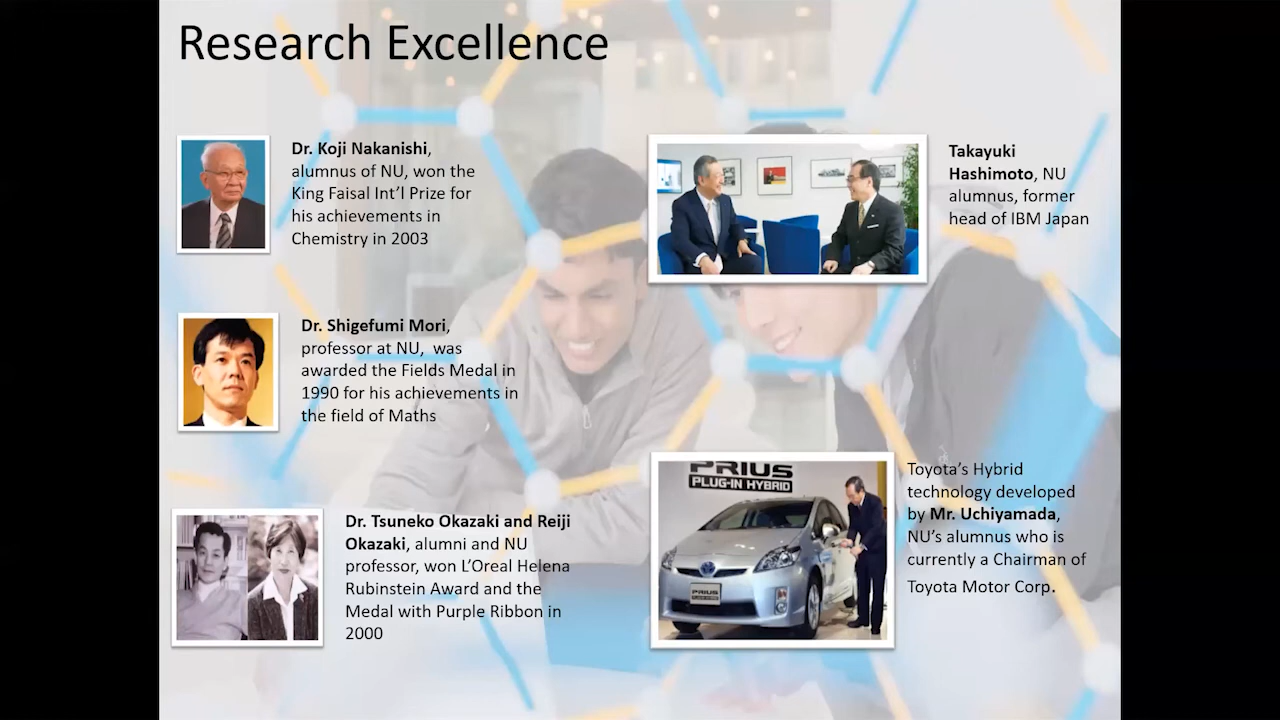 Research Excellence
Dr. Koji Nakanishi,
alumnus of NU, won the
King Faisal Int'l Prize for
his achievements in
Chemistry in 2003
Dr. Shigefumi Mori,
professor at NU, was
awarded the Fields Medal in
1990 for his achievements in
the field of Maths
Dr. Tsuneko Okazaki and Reiji
Okazaki, alumni and NU
professor, won L'Oreal Helena
Rubinstein Award and the
Medal with Purple Ribbon in
2000
Takayuki
Hashimoto, NU
alumnus, former
head of IBM Japan
PRIUS
PLUG-IN HYBRID
PRIUS
PLUG-IN HYBRID
Toyota's Hybrid
technology developed
by Mr. Uchiyamada,
NU's alumnus who is
currently a Chairman of
Toyota Motor Corp.